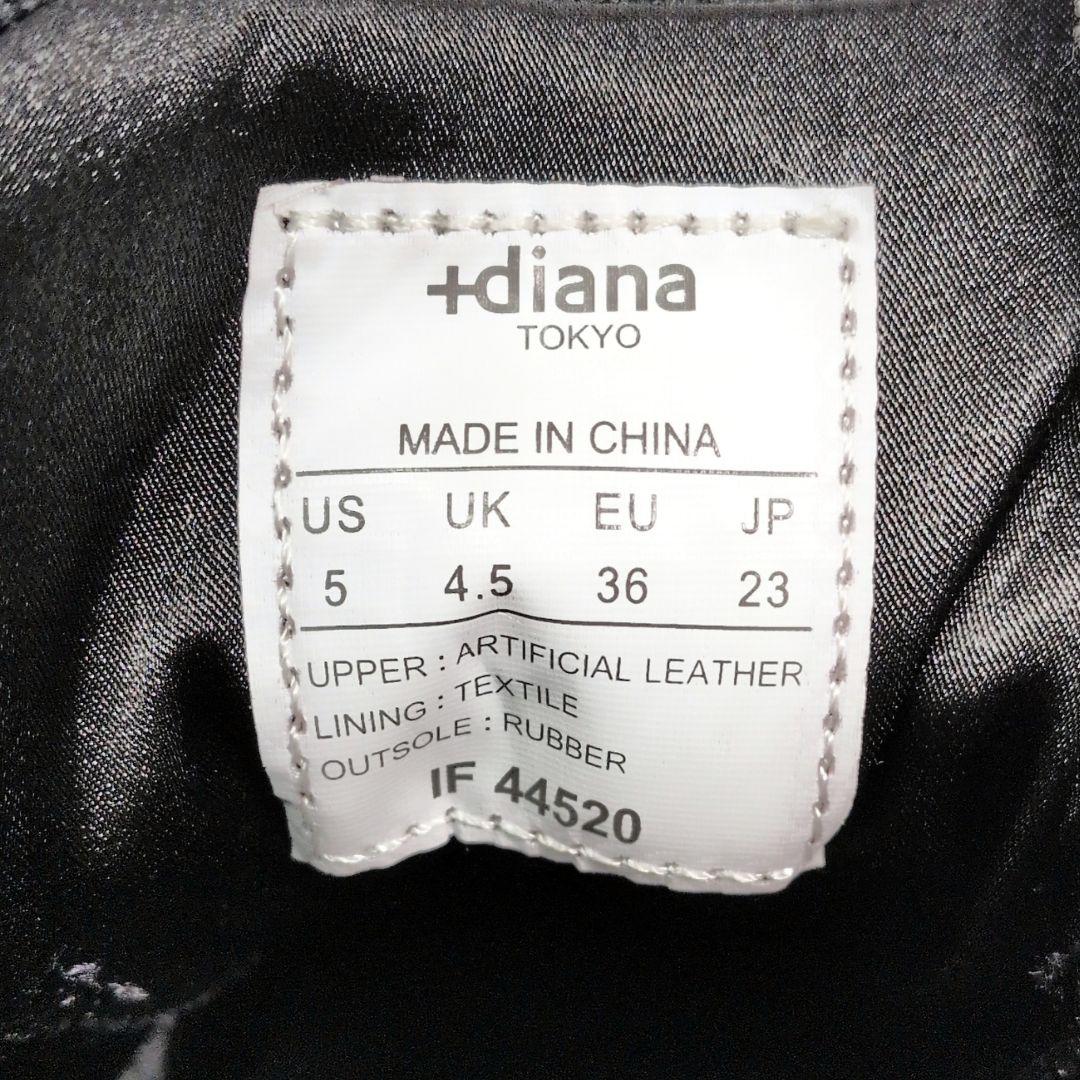 +diana
TOKYO
MADE IN CHINA
US UK EU JP
5 4.5 36 23
UPPER : ARTIFICIAL LEATHER
LINING : TEXTILE
OUTSOLE : RUBBER
IF 44520